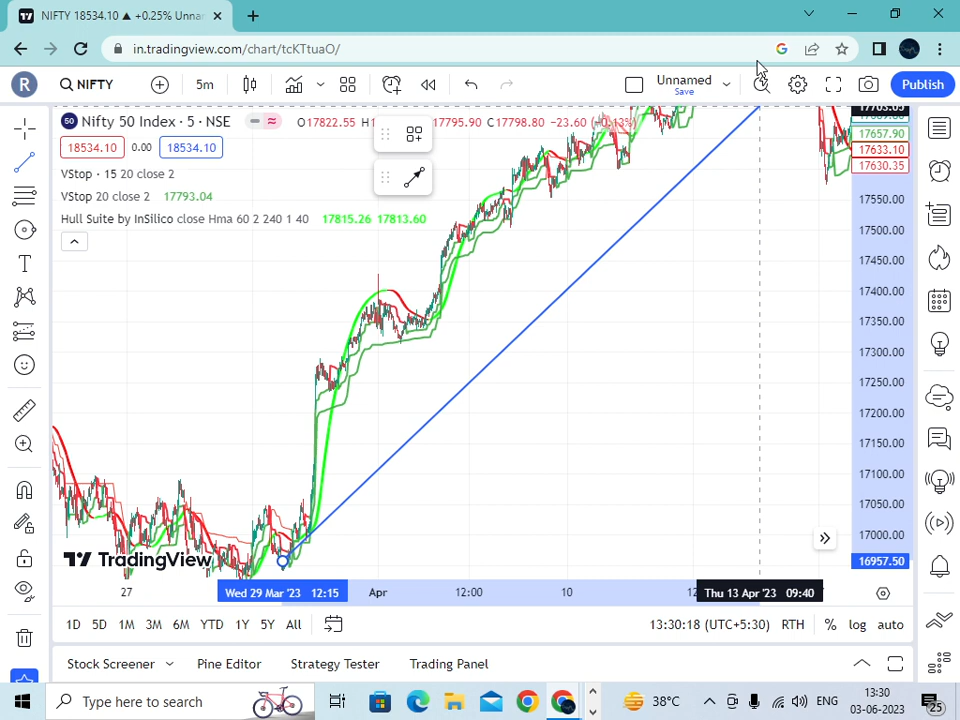 NIFTY 18534.10 ▲ +0.25% Unnar
in.tradingview.com/chart/tcKTtuaO/
R
NIFTY
5m
Unnamed
Save
Publish
50 Nifty 50 Index · 5 · NSE
O17822.55 H1 17795.90 C17798.80 −23.60 (−0.13%)
18534.10 0.00 18534.10
VStop · 15 20 close 2
VStop 20 close 2 17793.04
Hull Suite by InSilico close Hma 60 2 240 1 40 17815.26 17813.60
17657.90
17633.10
17630.35
17550.00
17500.00
17450.00
17400.00
17350.00
17300.00
17250.00
17200.00
17150.00
17100.00
17050.00
17000.00
16957.50
TradingView
27 Wed 29 Mar '23 12:15 Apr 12:00 10 Thu 13 Apr '23 09:40
1D 5D 1M 3M 6M YTD 1Y 5Y All
13:30:18 (UTC+5:30) RTH % log auto
Stock Screener Pine Editor Strategy Tester Trading Panel
Type here to search
38°C
ENG
13:30
03-06-2023
25